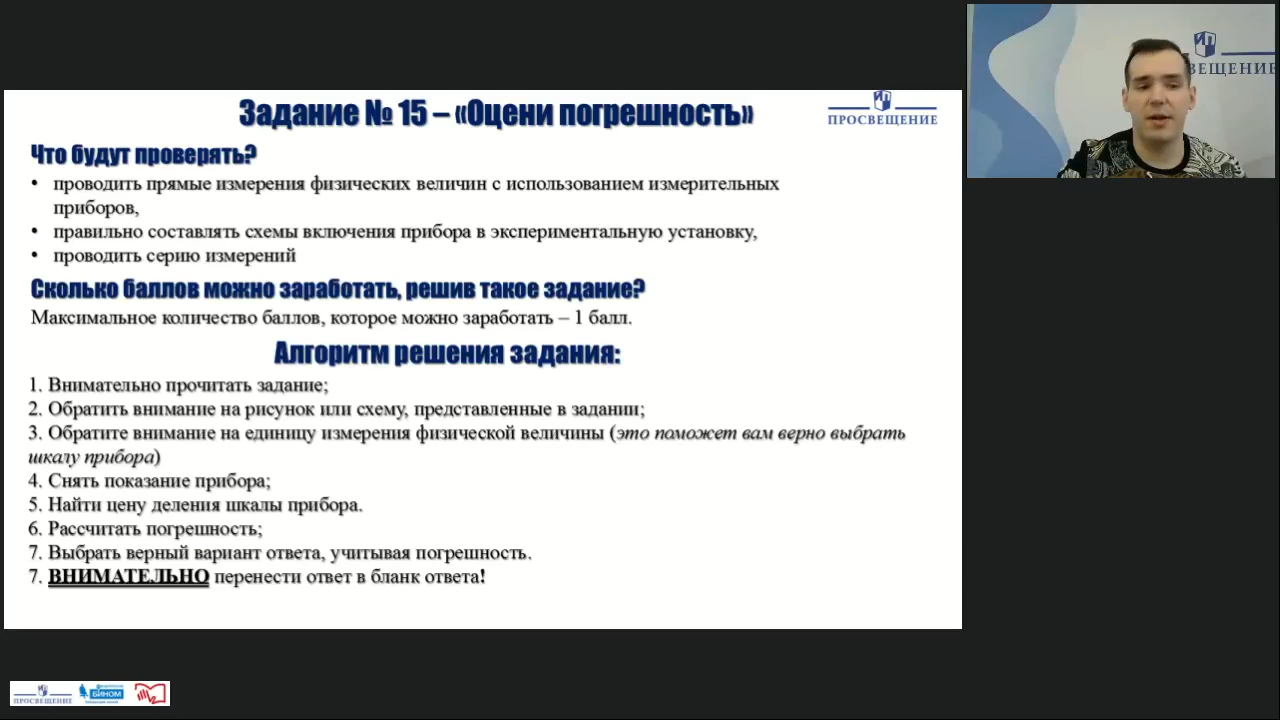 Задание № 15 – «Оцени погрешность»
ПРОСВЕЩЕНИЕ
ВЕЩЕНИЕ
Что будут проверять?
• проводить прямые измерения физических величин с использованием измерительных
приборов,
• правильно составлять схемы включения прибора в экспериментальную установку,
• проводить серию измерений
Сколько баллов можно заработать, решив такое задание?
Максимальное количество баллов, которое можно заработать – 1 балл.
Алгоритм решения задания:
1. Внимательно прочитать задание;
2. Обратить внимание на рисунок или схему, представленные в задании;
3. Обратите внимание на единицу измерения физической величины (это поможет вам верно выбрать
шкалу прибора)
4. Снять показание прибора;
5. Найти цену деления шкалы прибора.
6. Рассчитать погрешность;
7. Выбрать верный вариант ответа, учитывая погрешность.
7. ВНИМАТЕЛЬНО перенести ответ в бланк ответа!
ПРОСВЕЩЕНИЕ
БИНОМ